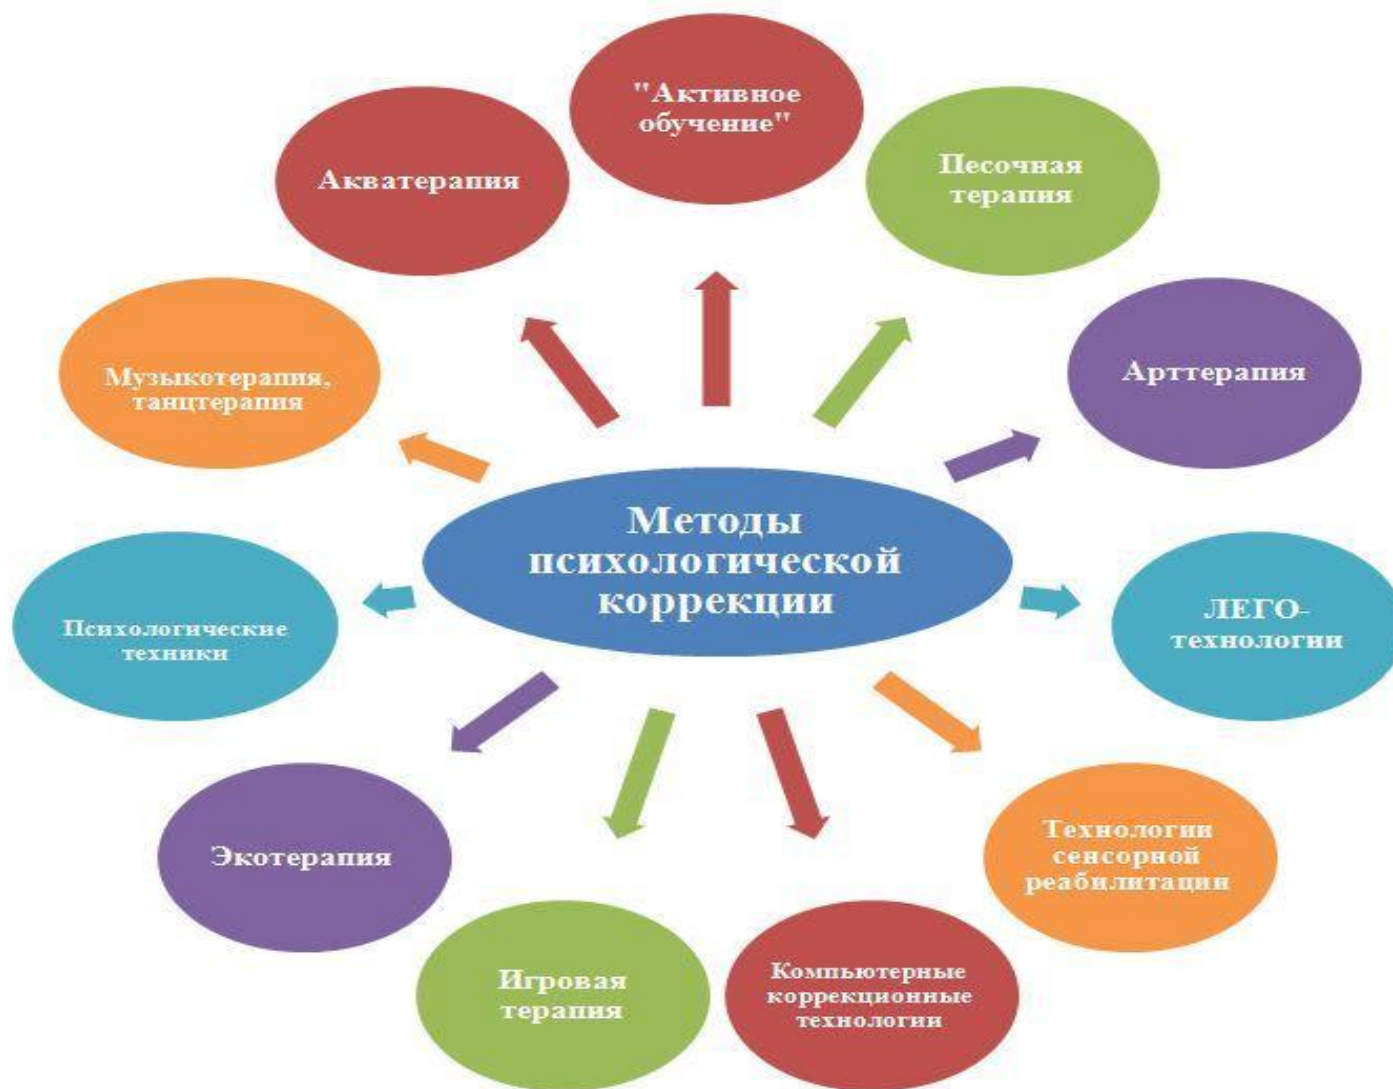 "Активное
обучение"
Песочная
терапия
Арттерапия
ЛЕГО-
технологии
Технологии
сенсорной
реабилитации
Компьютерные
коррекционные
технологии
Игровая
терапия
Экотерапия
Психологические
техники
Музыкотерапия,
танцтерапия
Акватерапия
Методы
психологической
коррекции